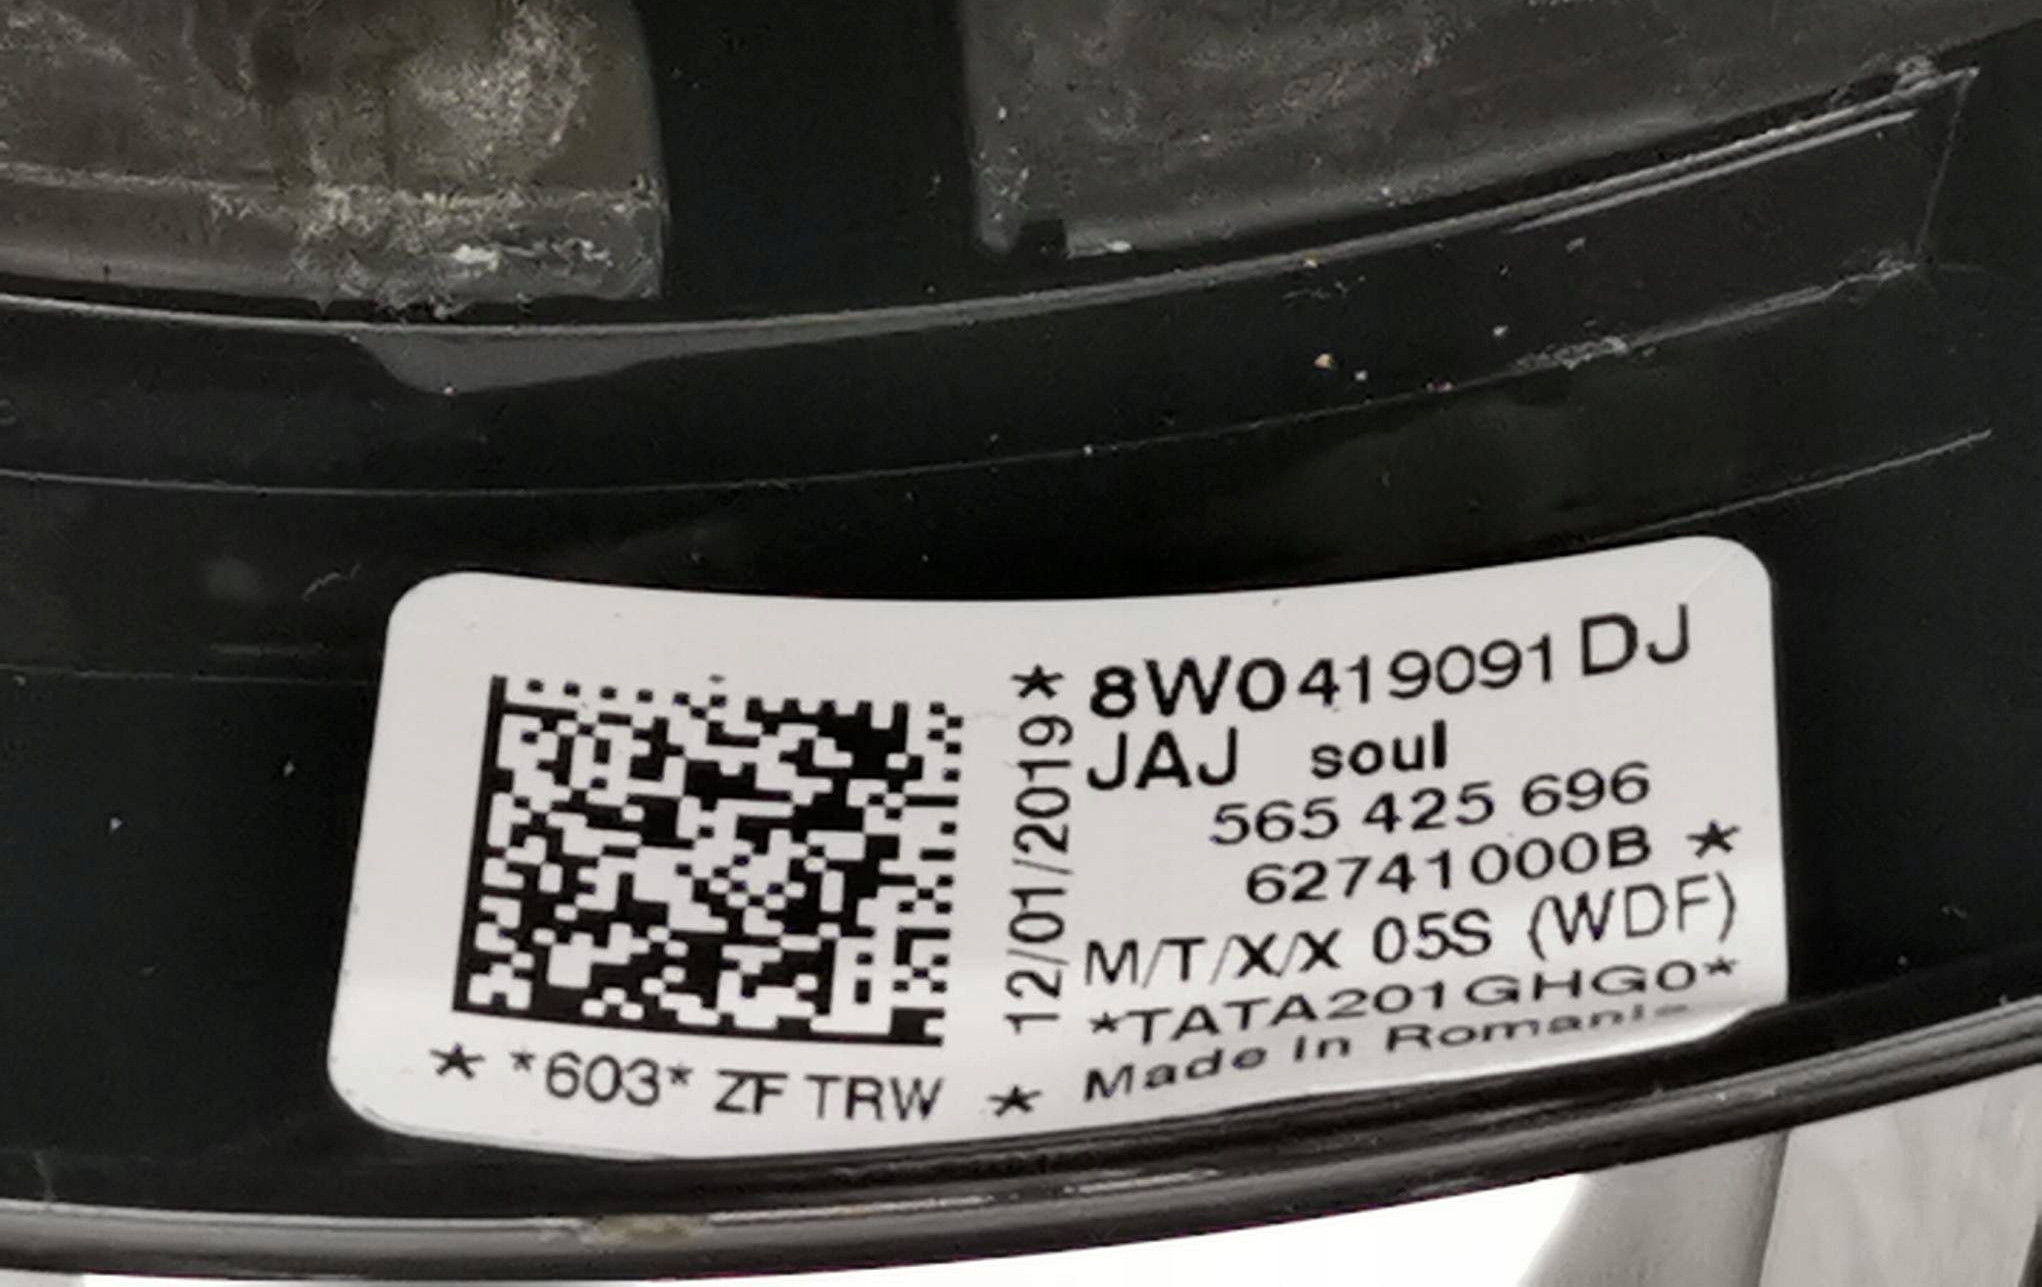 * 8W0419091 DJ
JAJ soul
565 425 696
62741000B *
M/T/X/X 05S (WDF)
*TATA201GHG0*
Made in Romania
12/01/2019
* *603* ZF TRW *